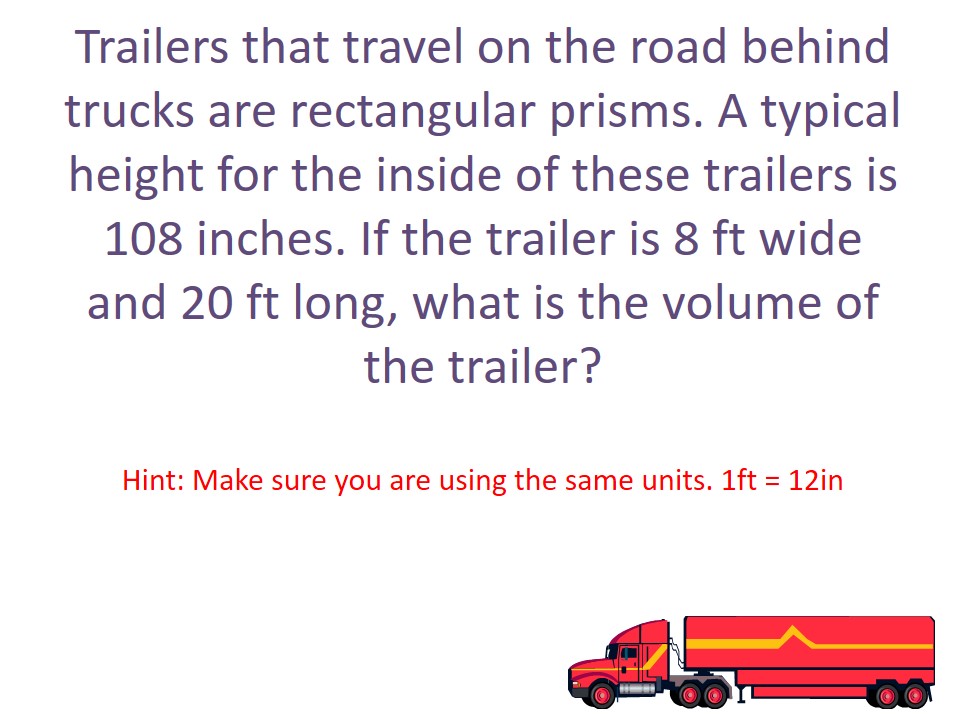 Trailers that travel on the road behind
trucks are rectangular prisms. A typical
height for the inside of these trailers is
108 inches. If the trailer is 8 ft wide
and 20 ft long, what is the volume of
the trailer?
Hint: Make sure you are using the same units. 1ft = 12in